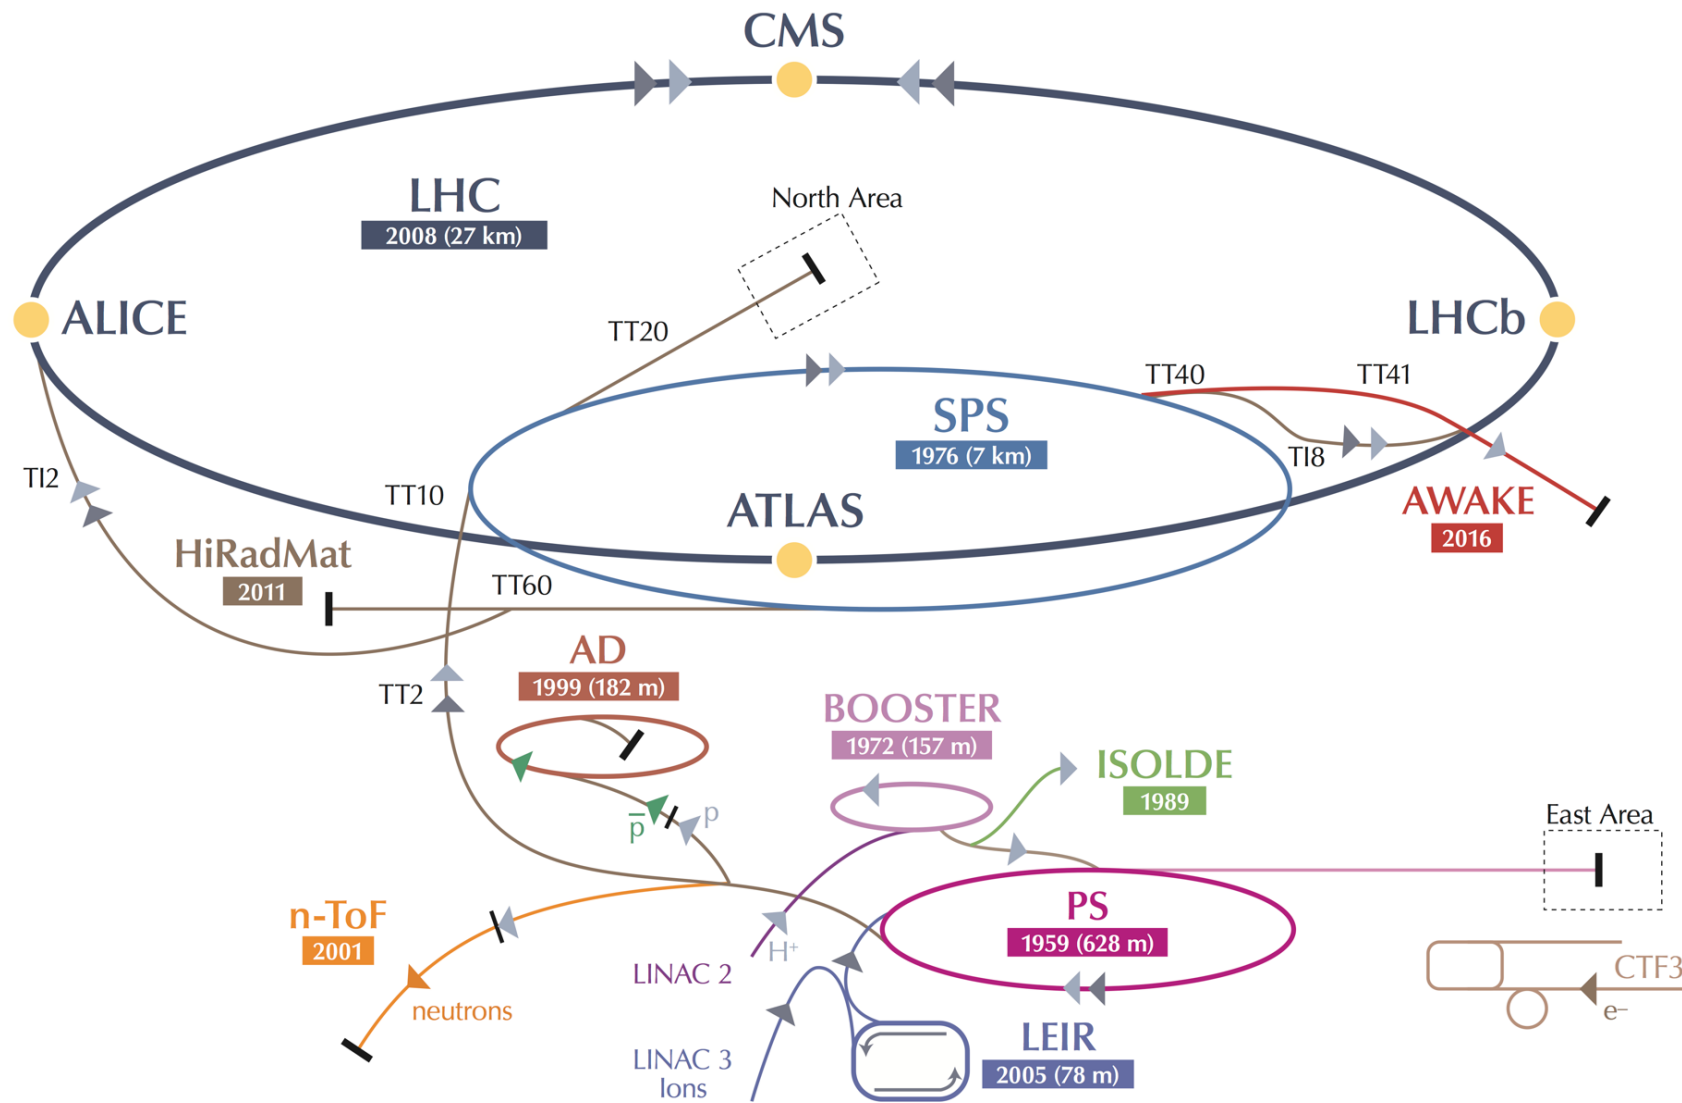 CMS
LHC
2008 (27 km)
North Area
ALICE
LHCb
TT20
TT40
TT41
SPS
1976 (7 km)
TI2
TI8
TT10
ATLAS
AWAKE
2016
HiRadMat
2011
TT60
AD
1999 (182 m)
TT2
BOOSTER
1972 (157 m)
ISOLDE
1989
p̅
p
East Area
n-ToF
2001
PS
1959 (628 m)
H⁺
LINAC 2
neutrons
CTF3
e⁻
LEIR
2005 (78 m)
LINAC 3
Ions